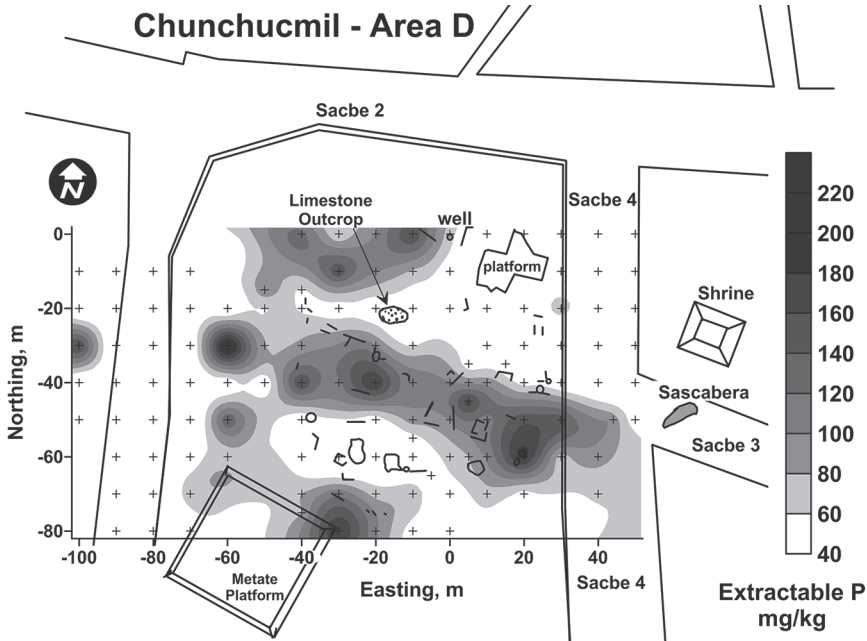 Chunchucmil - Area D
Sacbe 2
N
Limestone
Outcrop
well
Sacbe 4
platform
Shrine
Sascabera
Sacbe 3
Metate
Platform
Sacbe 4
Northing, m
0
-20
-40
-60
-80
-100 -80 -60 -40 -20 0 20 40
Easting, m
220
200
180
160
140
120
100
80
60
40
Extractable P
mg/kg